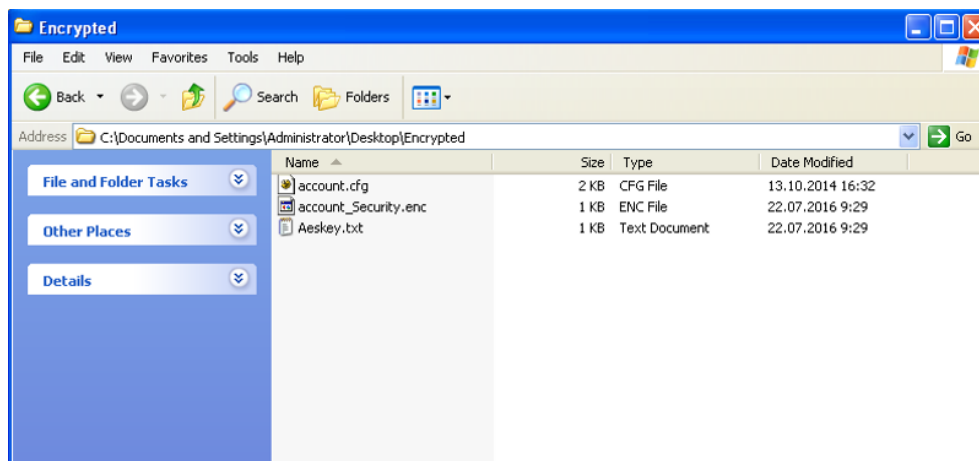 Encrypted
File Edit View Favorites Tools Help
Back Search Folders
Address C:\Documents and Settings\Administrator\Desktop\Encrypted Go
Name Size Type Date Modified
File and Folder Tasks
account.cfg 2 KB CFG File 13.10.2014 16:32
account_Security.enc 1 KB ENC File 22.07.2016 9:29
Other Places
Aeskey.txt 1 KB Text Document 22.07.2016 9:29
Details